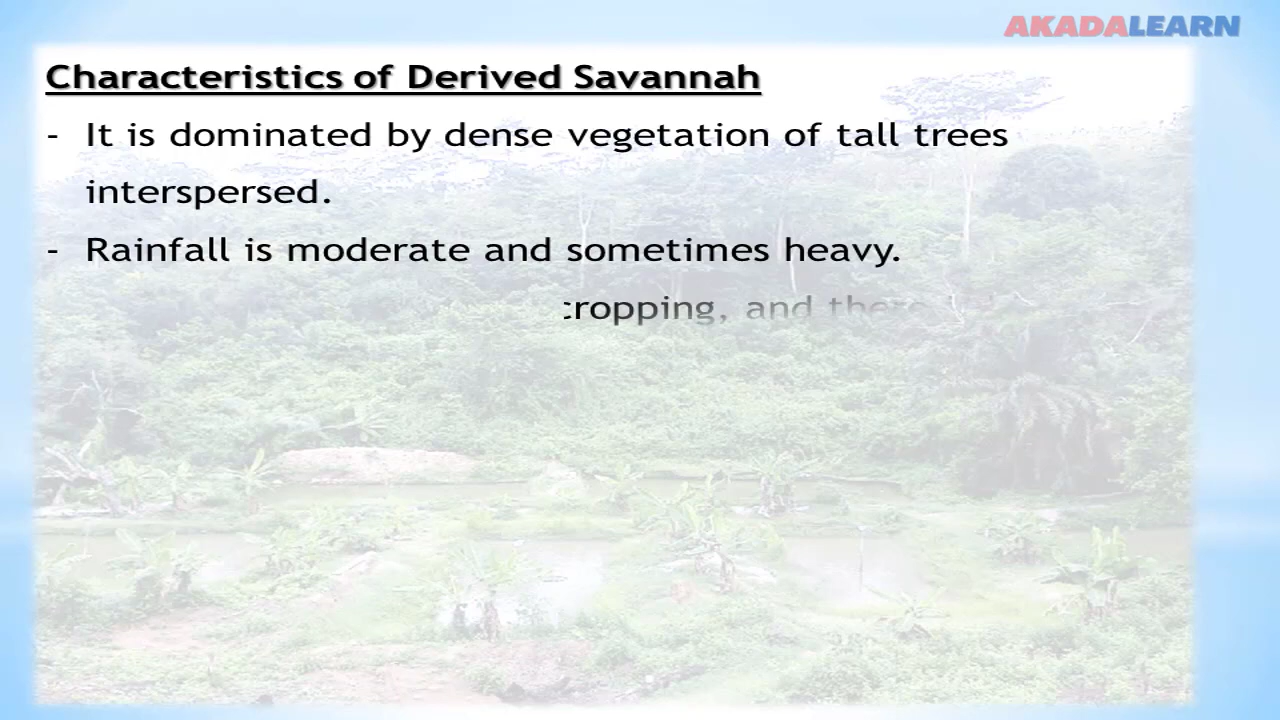 AKADALEARN
Characteristics of Derived Savannah
- It is dominated by dense vegetation of tall trees
interspersed.
- Rainfall is moderate and sometimes heavy.
cropping, and there